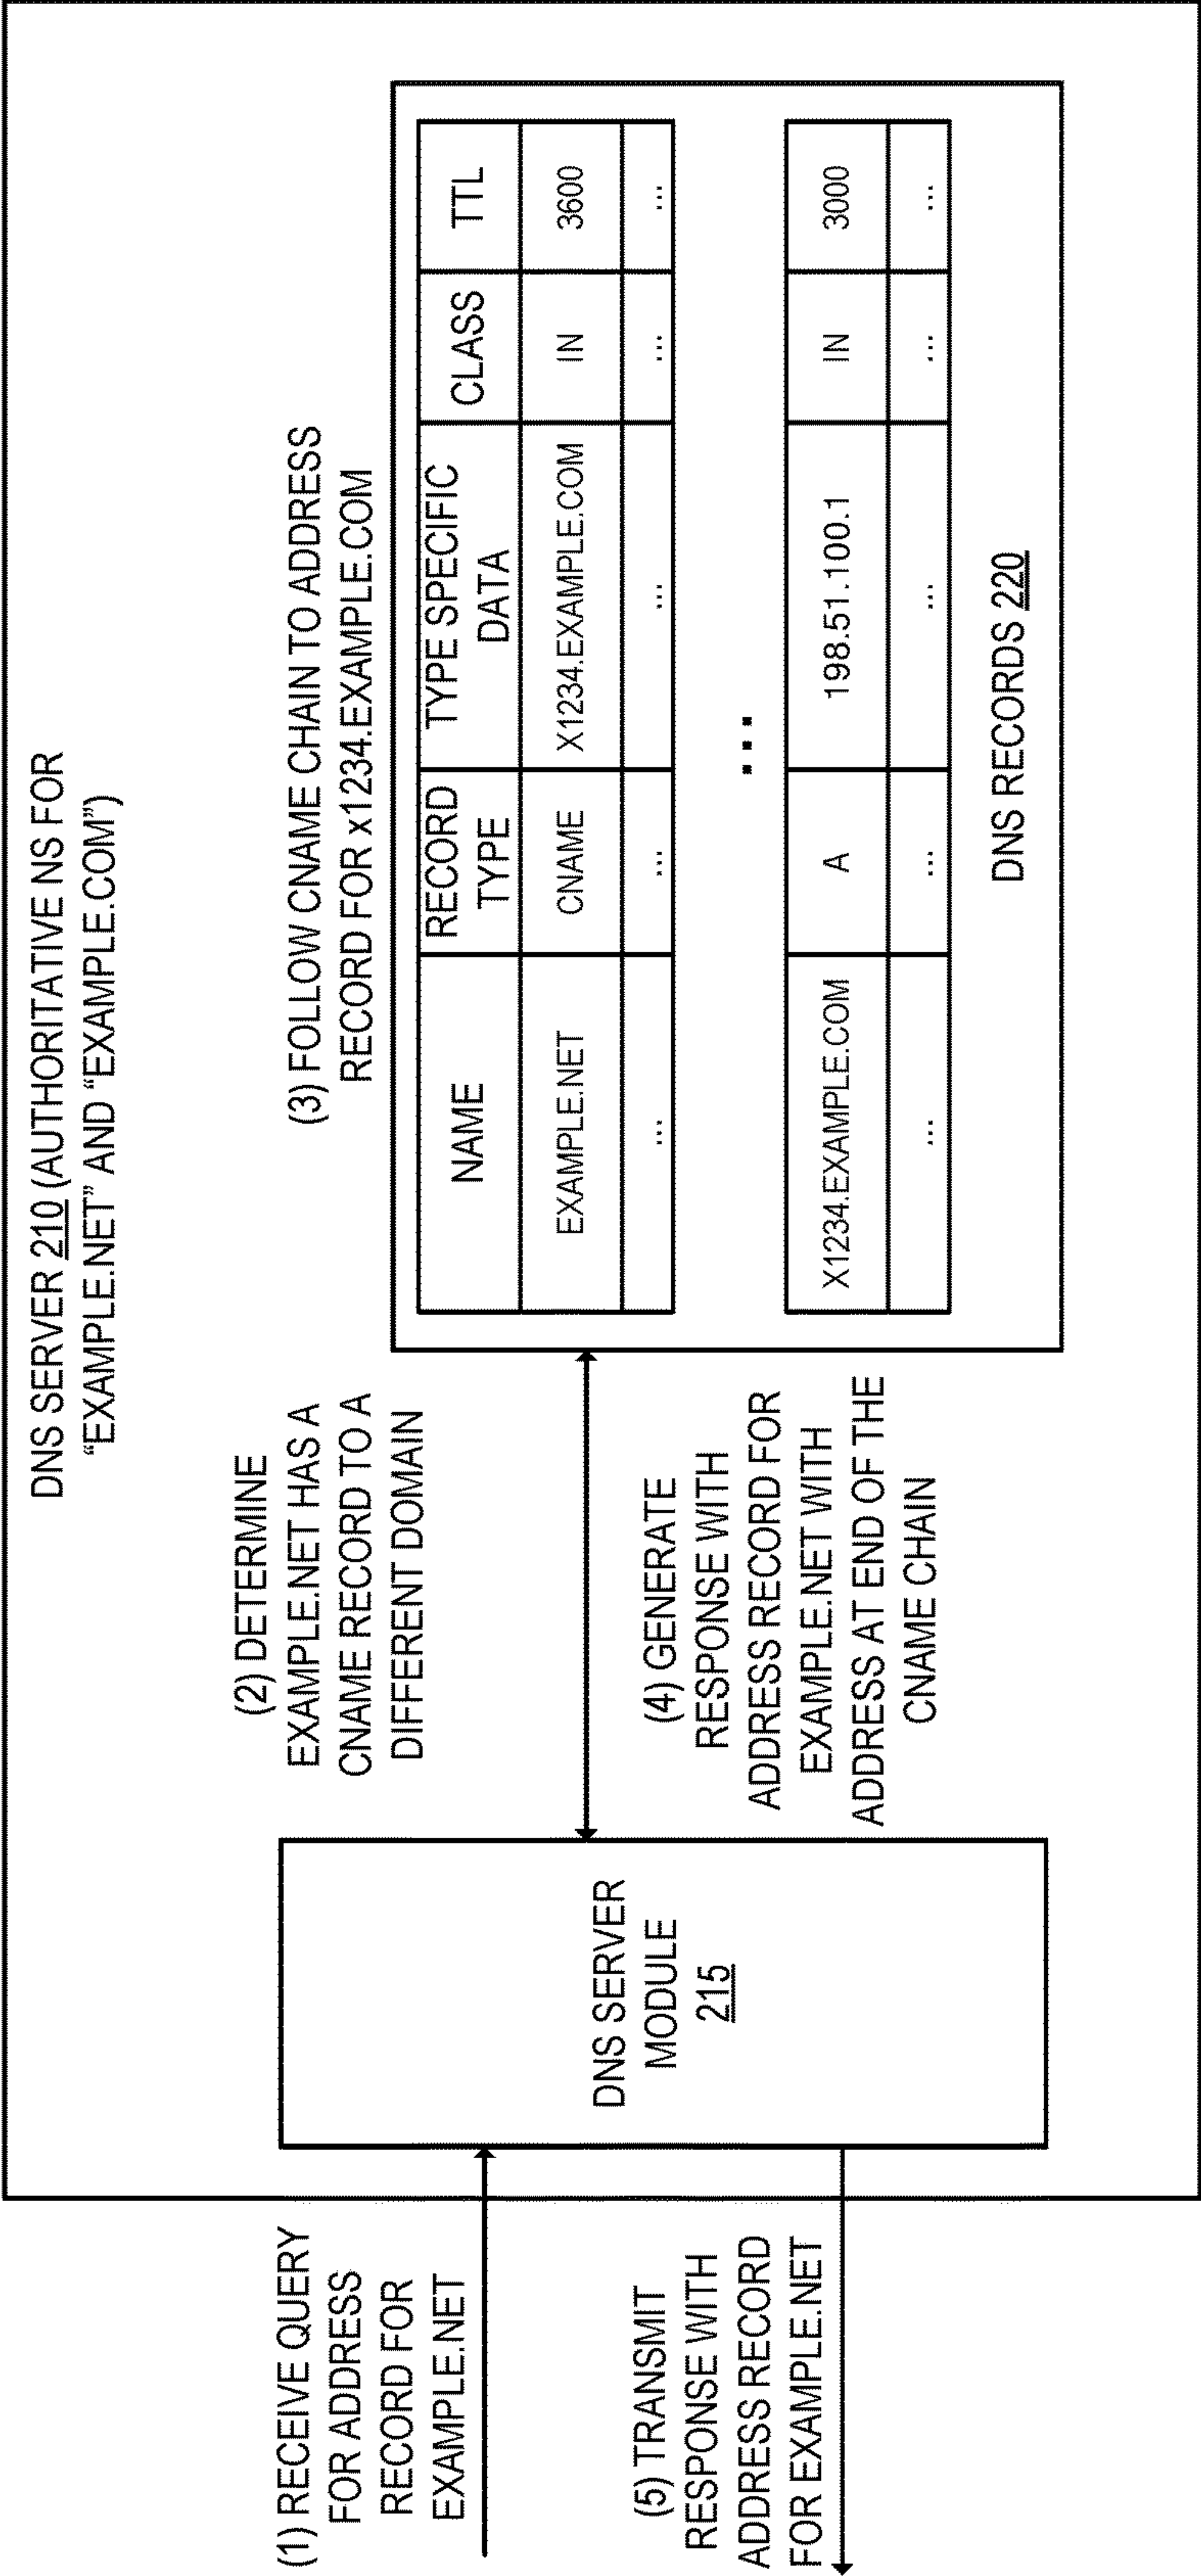 DNS SERVER 210 (AUTHORITATIVE NS FOR
“EXAMPLE.NET” AND “EXAMPLE.COM”)
(1) RECEIVE QUERY
FOR ADDRESS
RECORD FOR
EXAMPLE.NET
(5) TRANSMIT
RESPONSE WITH
ADDRESS RECORD
FOR EXAMPLE.NET
DNS SERVER
MODULE
215
(2) DETERMINE
EXAMPLE.NET HAS A
CNAME RECORD TO A
DIFFERENT DOMAIN
(4) GENERATE
RESPONSE WITH
ADDRESS RECORD FOR
EXAMPLE.NET WITH
ADDRESS AT END OF THE
CNAME CHAIN
(3) FOLLOW CNAME CHAIN TO ADDRESS
RECORD FOR x1234.EXAMPLE.COM
NAME RECORD TYPE TYPE SPECIFIC DATA CLASS TTL
EXAMPLE.NET CNAME X1234.EXAMPLE.COM IN 3600
... ... ... ... ...
...
X1234.EXAMPLE.COM A 198.51.100.1 IN 3000
... ... ... ... ...
DNS RECORDS 220